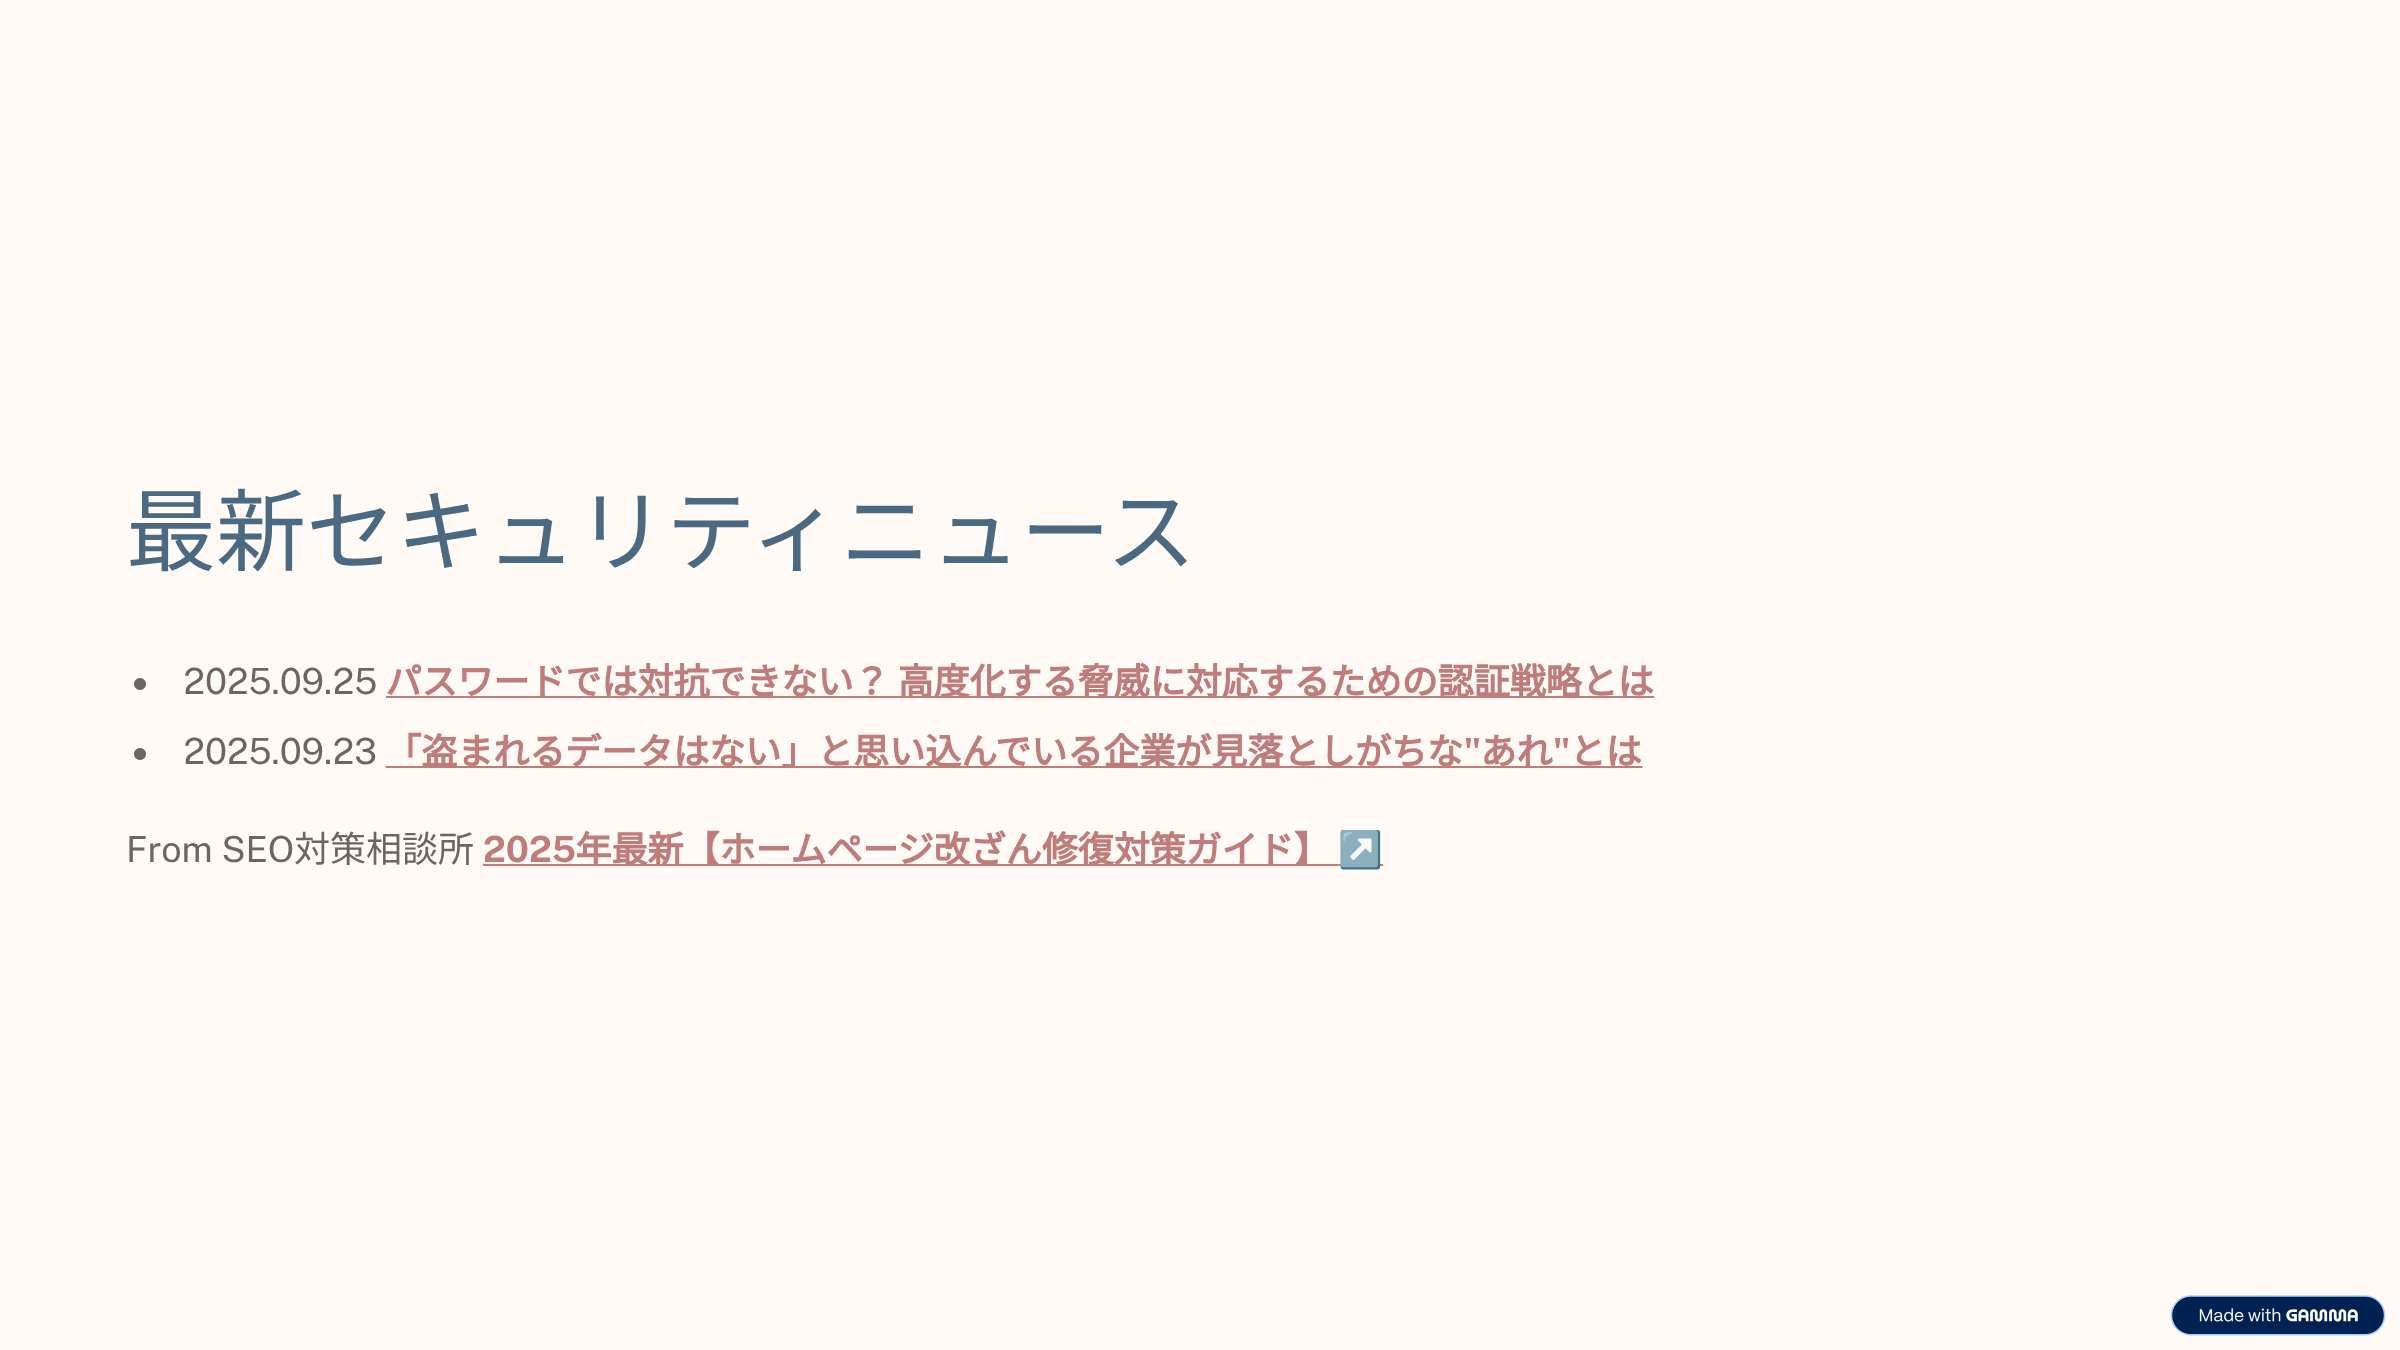 最新セキュリティニュース
• 2025.09.25 パスワードでは対抗できない？ 高度化する脅威に対応するための認証戦略とは
• 2025.09.23 「盗まれるデータはない」と思い込んでいる企業が見落としがちな"あれ"とは
From SEO対策相談所 2025年最新【ホームページ改ざん修復対策ガイド】 ↗️
Made with GAMMA